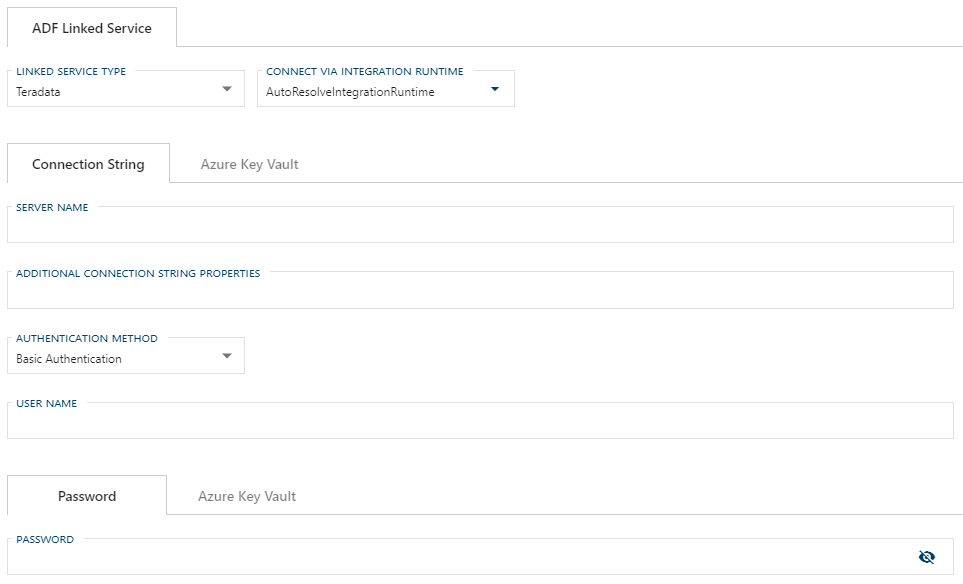 ADF Linked Service
LINKED SERVICE TYPE
Teradata
CONNECT VIA INTEGRATION RUNTIME
AutoResolveIntegrationRuntime
Connection String
Azure Key Vault
SERVER NAME
ADDITIONAL CONNECTION STRING PROPERTIES
AUTHENTICATION METHOD
Basic Authentication
USER NAME
Password
Azure Key Vault
PASSWORD